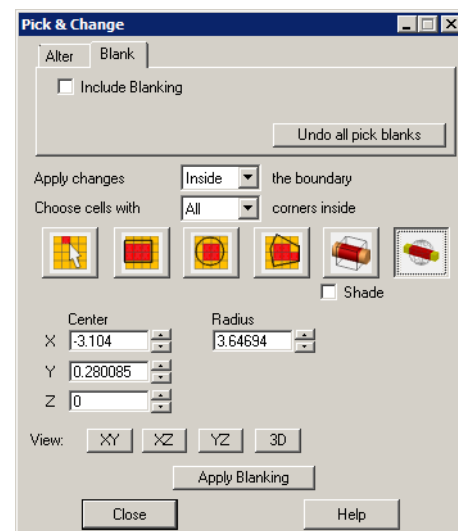 Pick & Change
Alter Blank
Include Blanking
Undo all pick blanks
Apply changes Inside the boundary
Choose cells with All corners inside
Shade
Center Radius
X -3.104 3.64694
Y 0.280085
Z 0
View: XY XZ YZ 3D
Apply Blanking
Close Help